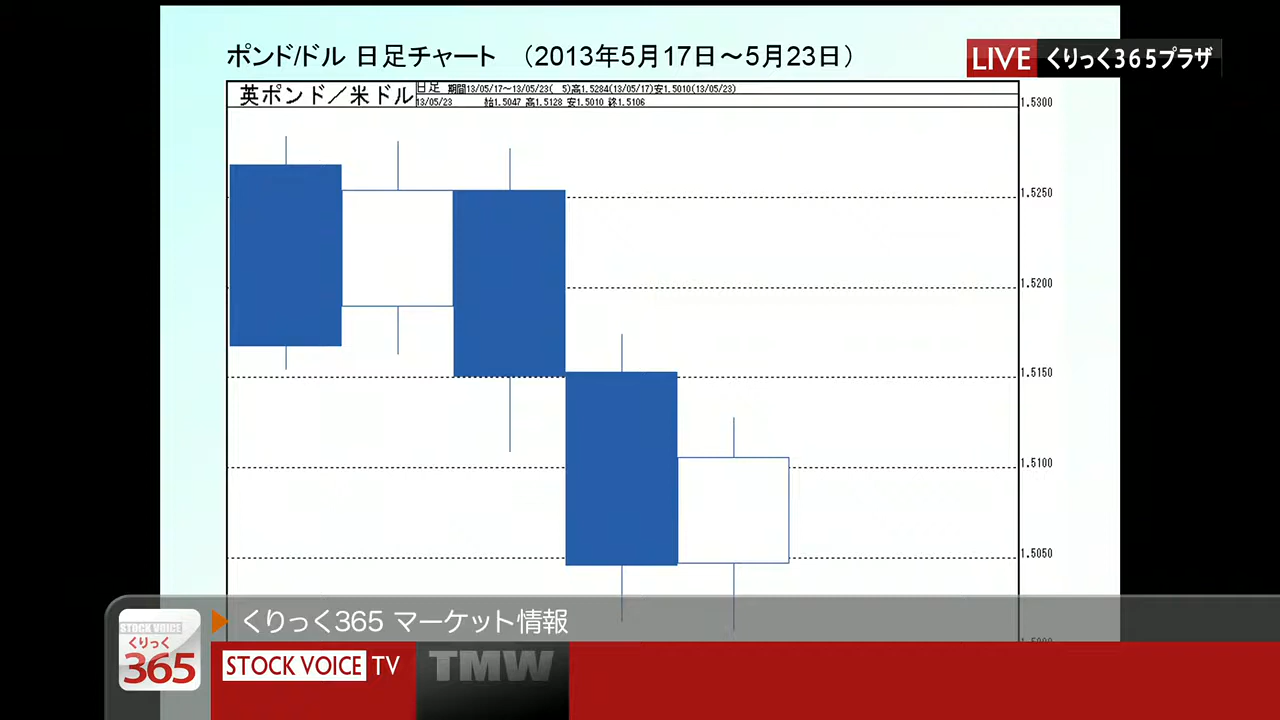 ポンド/ドル 日足チャート （2013年5月17日～5月23日）
LIVE くりっく365プラザ
英ポンド／米ドル
日足 期間13/05/17～13/05/23( 5)高1.5284(13/05/17)安1.5010(13/05/23)
13/05/23 始1.5047 高1.5128 安1.5010 終1.5106
1.5300
1.5250
1.5200
1.5150
1.5100
1.5050
くりっく365 マーケット情報
STOCK VOICE
くりっく
365
STOCK VOICE TV
TMW